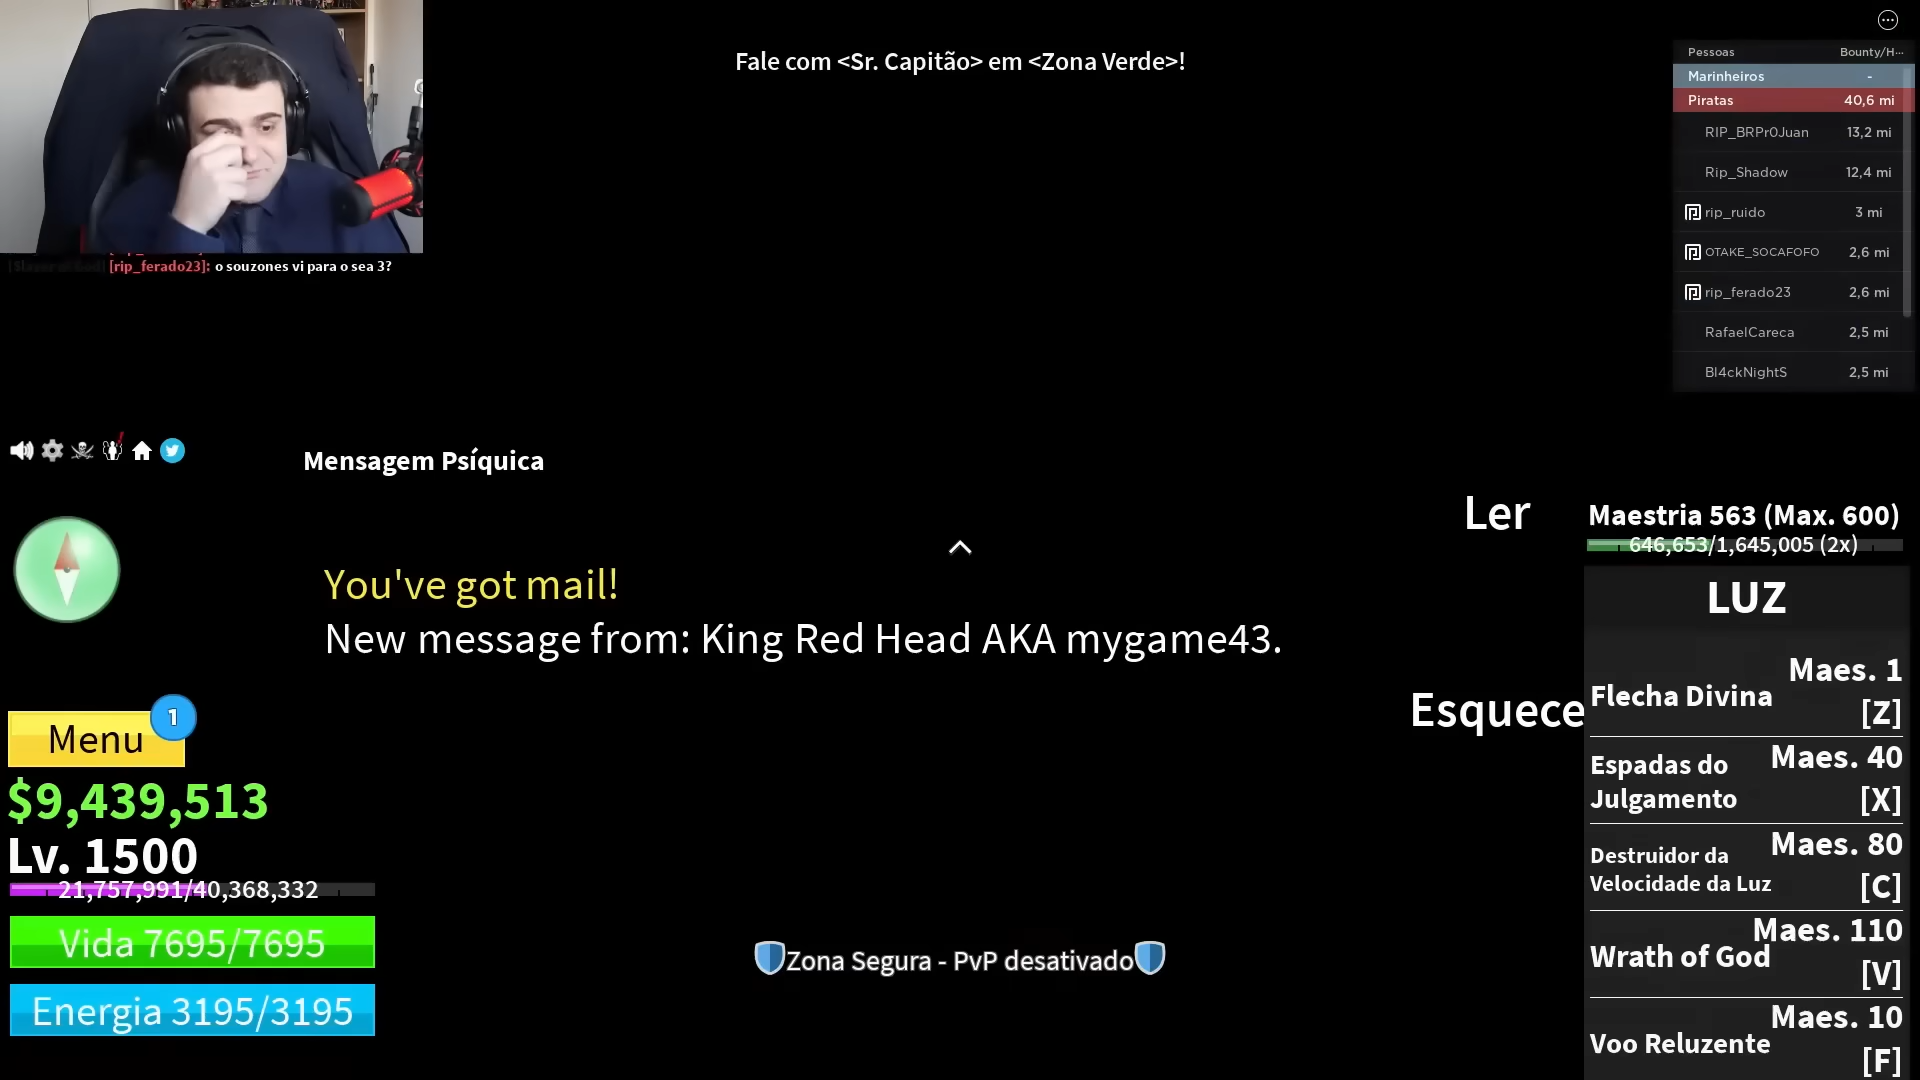 Fale com <Sr. Capitão> em <Zona Verde>!
Pessoas Bounty/H...
Marinheiros -
Piratas 40,6 mi
RIP_BRPr0Juan 13,2 mi
Rip_Shadow 12,4 mi
rip_ruido 3 mi
OTAKE_SOCAFOFO 2,6 mi
rip_ferado23 2,6 mi
RafaelCareca 2,5 mi
Bl4ckNightS 2,5 mi
[rip_ferado23]: o souzones vi para o sea 3?
Mensagem Psíquica
You've got mail!
New message from: King Red Head AKA mygame43.
Ler
Esquece
Menu
1
$9,439,513
Lv. 1500
21,757,991/40,368,332
Vida 7695/7695
Energia 3195/3195
Zona Segura - PvP desativado
Maestria 563 (Max. 600)
646,653/1,645,005 (2x)
LUZ
Maes. 1
Flecha Divina
[Z]
Maes. 40
Espadas do
Julgamento
[X]
Maes. 80
Destruidor da
Velocidade da Luz
[C]
Maes. 110
Wrath of God
[V]
Maes. 10
Voo Reluzente
[F]